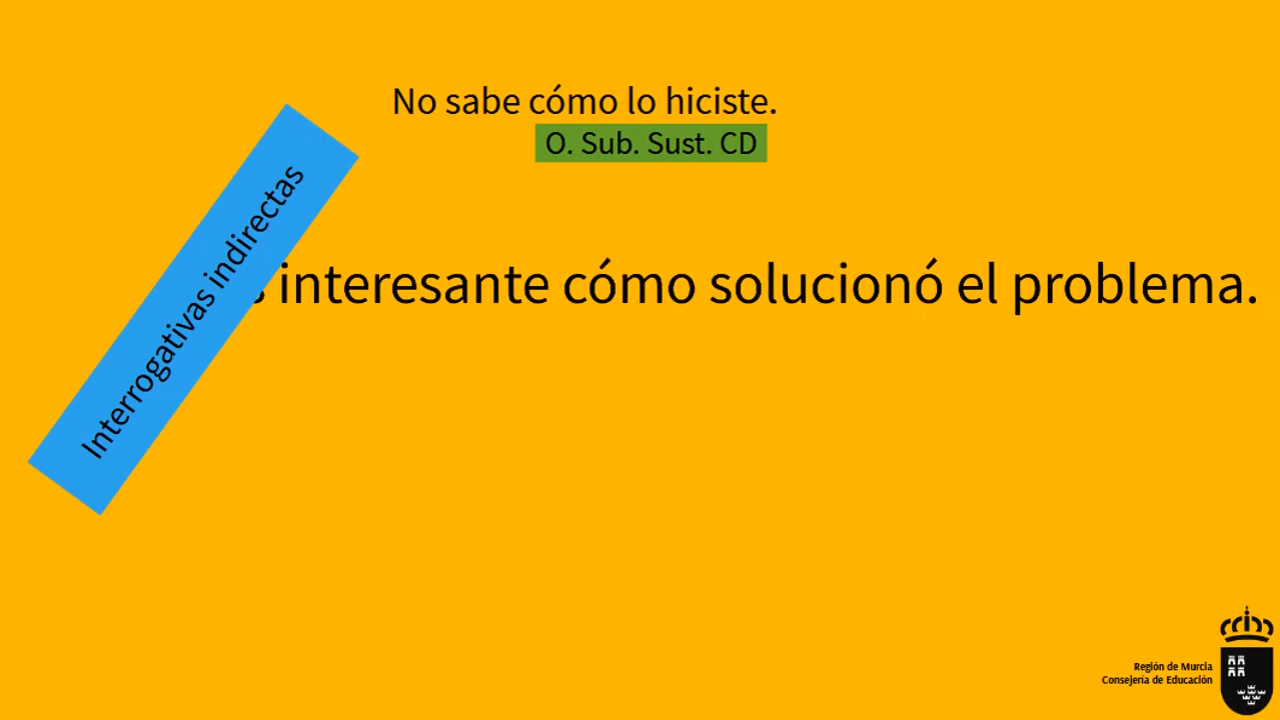 No sabe cómo lo hiciste.
O. Sub. Sust. CD
Interrogativas indirectas
interesante cómo solucionó el problema.
Región de Murcia
Consejería de Educación